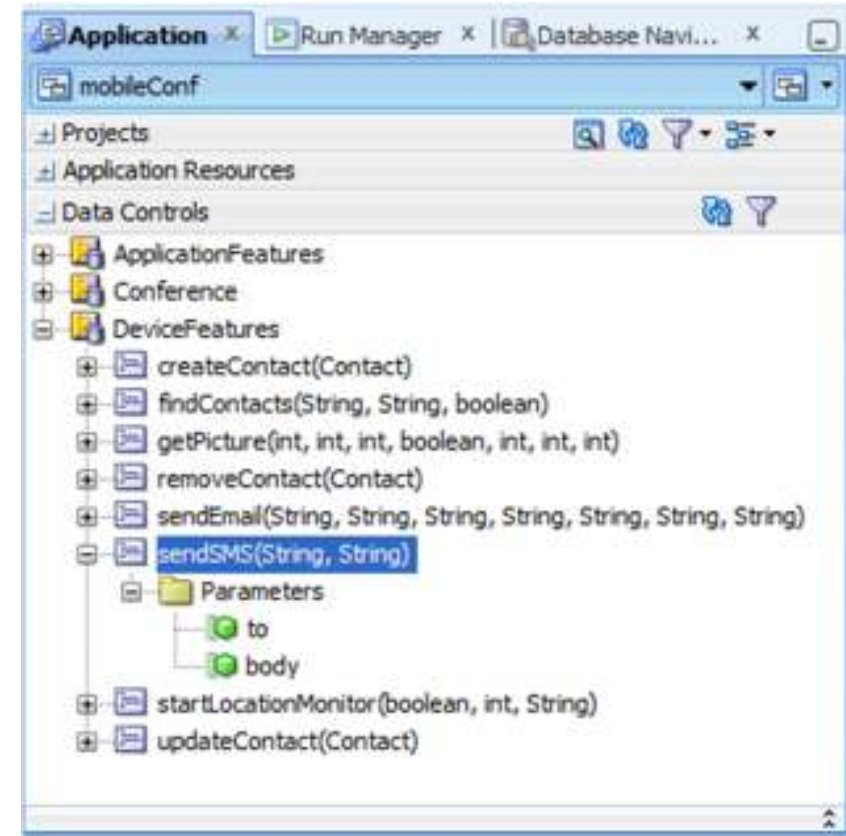 Application Run Manager Database Navi...
mobileConf
Projects
Application Resources
Data Controls
ApplicationFeatures
Conference
DeviceFeatures
createContact(Contact)
findContacts(String, String, boolean)
getPicture(int, int, int, boolean, int, int, int)
removeContact(Contact)
sendEmail(String, String, String, String, String, String, String)
sendSMS(String, String)
Parameters
to
body
startLocationMonitor(boolean, int, String)
updateContact(Contact)